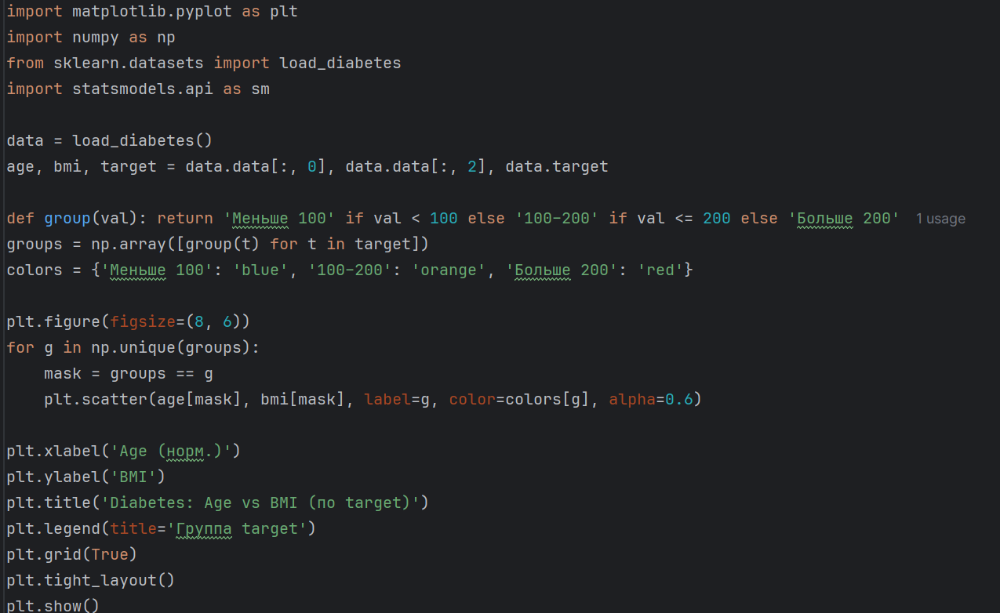 import matplotlib.pyplot as plt
import numpy as np
from sklearn.datasets import load_diabetes
import statsmodels.api as sm

data = load_diabetes()
age, bmi, target = data.data[:, 0], data.data[:, 2], data.target

def group(val): return 'Меньше 100' if val < 100 else '100-200' if val <= 200 else 'Больше 200' 1 usage
groups = np.array([group(t) for t in target])
colors = {'Меньше 100': 'blue', '100-200': 'orange', 'Больше 200': 'red'}

plt.figure(figsize=(8, 6))
for g in np.unique(groups):
    mask = groups == g
    plt.scatter(age[mask], bmi[mask], label=g, color=colors[g], alpha=0.6)

plt.xlabel('Age (норм.)')
plt.ylabel('BMI')
plt.title('Diabetes: Age vs BMI (по target)')
plt.legend(title='Группа target')
plt.grid(True)
plt.tight_layout()
plt.show()